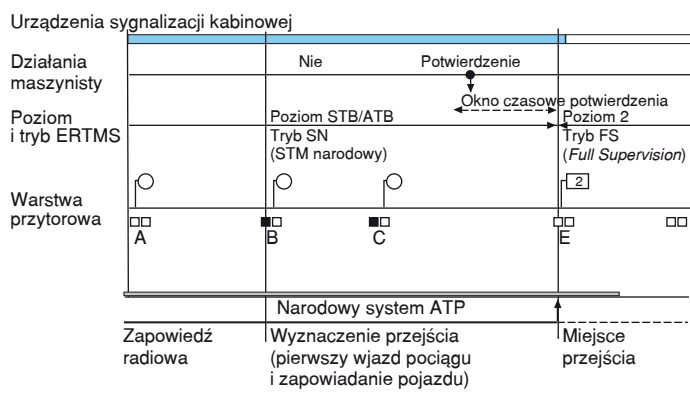 Urządzenia sygnalizacji kabinowej
Działania
maszynisty
Nie
Potwierdzenie
Okno czasowe potwierdzenia
Poziom
i tryb ERTMS
Poziom STB/ATB
Tryb SN
(STM narodowy)
Poziom 2
Tryb FS
(Full Supervision)
Warstwa
przytorowa
2
A
B
C
E
Narodowy system ATP
Zapowiedź
radiowa
Wyznaczenie przejścia
(pierwszy wjazd pociągu
i zapowiadanie pojazdu)
Miejsce
przejścia